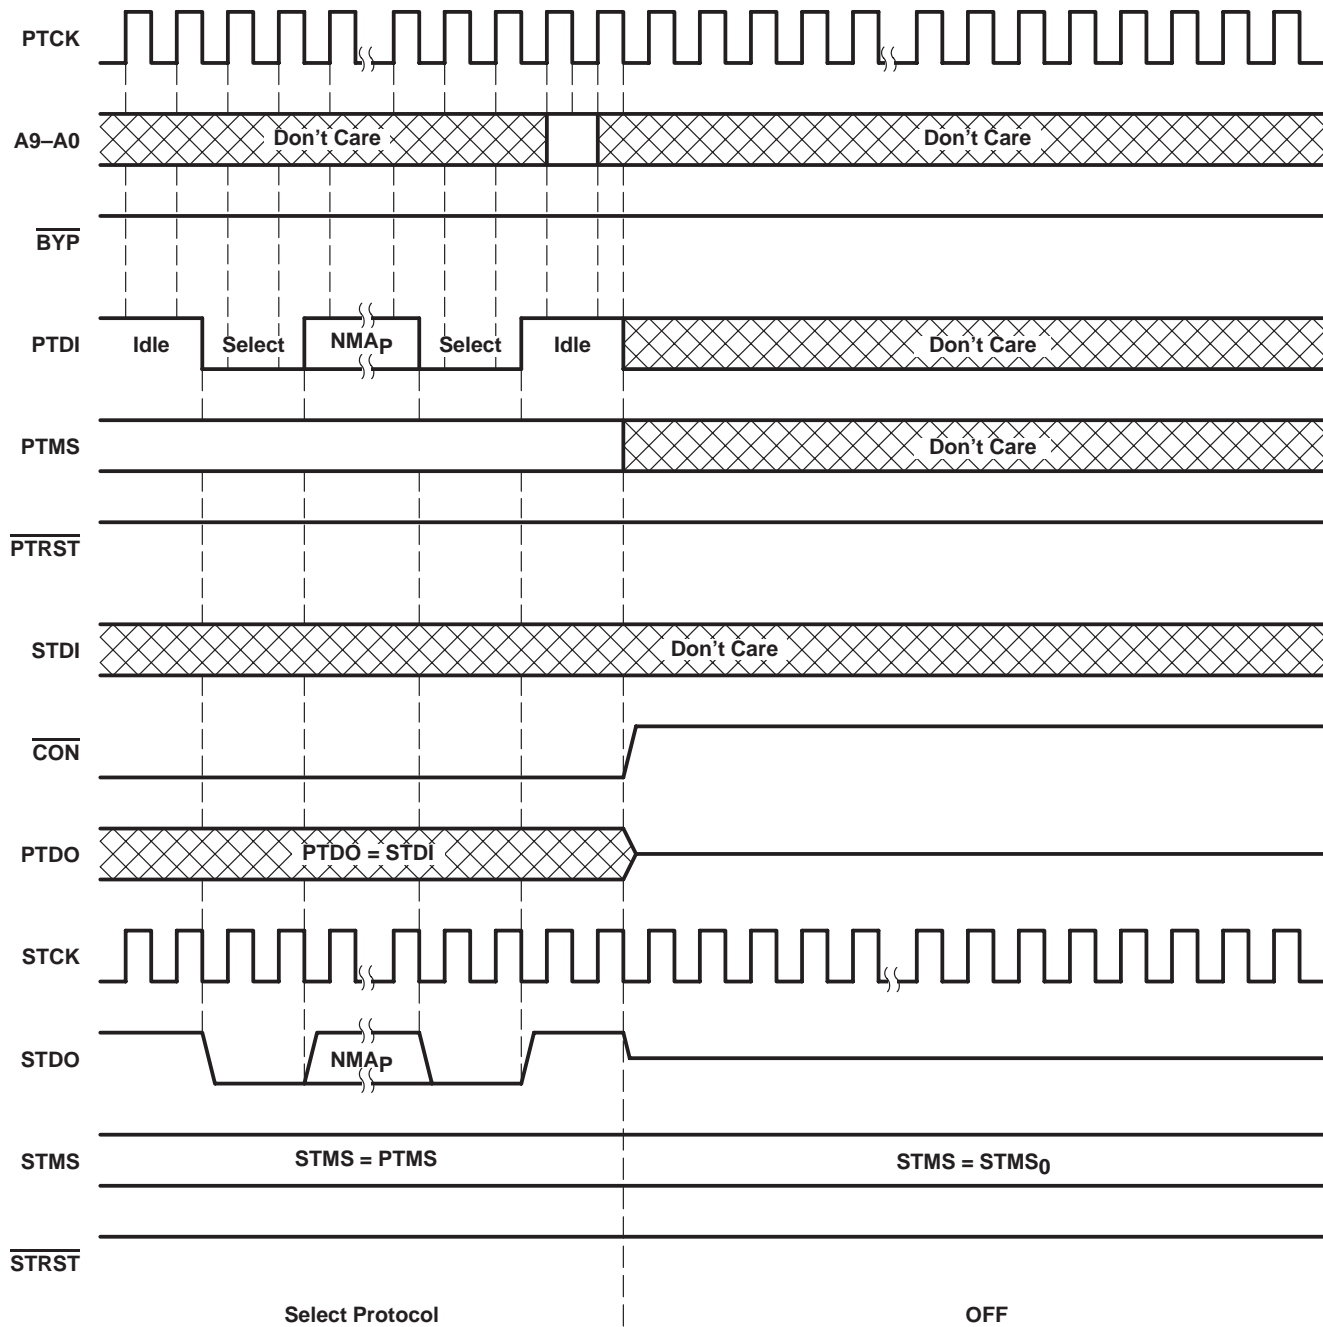 PTCK
A9–A0 Don't Care Don't Care
BYP
PTDI Idle Select NMAP Select Idle Don't Care
PTMS Don't Care
PTRST
STDI Don't Care
CON
PTDO PTDO = STDI
STCK
STDO NMAP
STMS STMS = PTMS STMS = STMS0
STRST
Select Protocol OFF